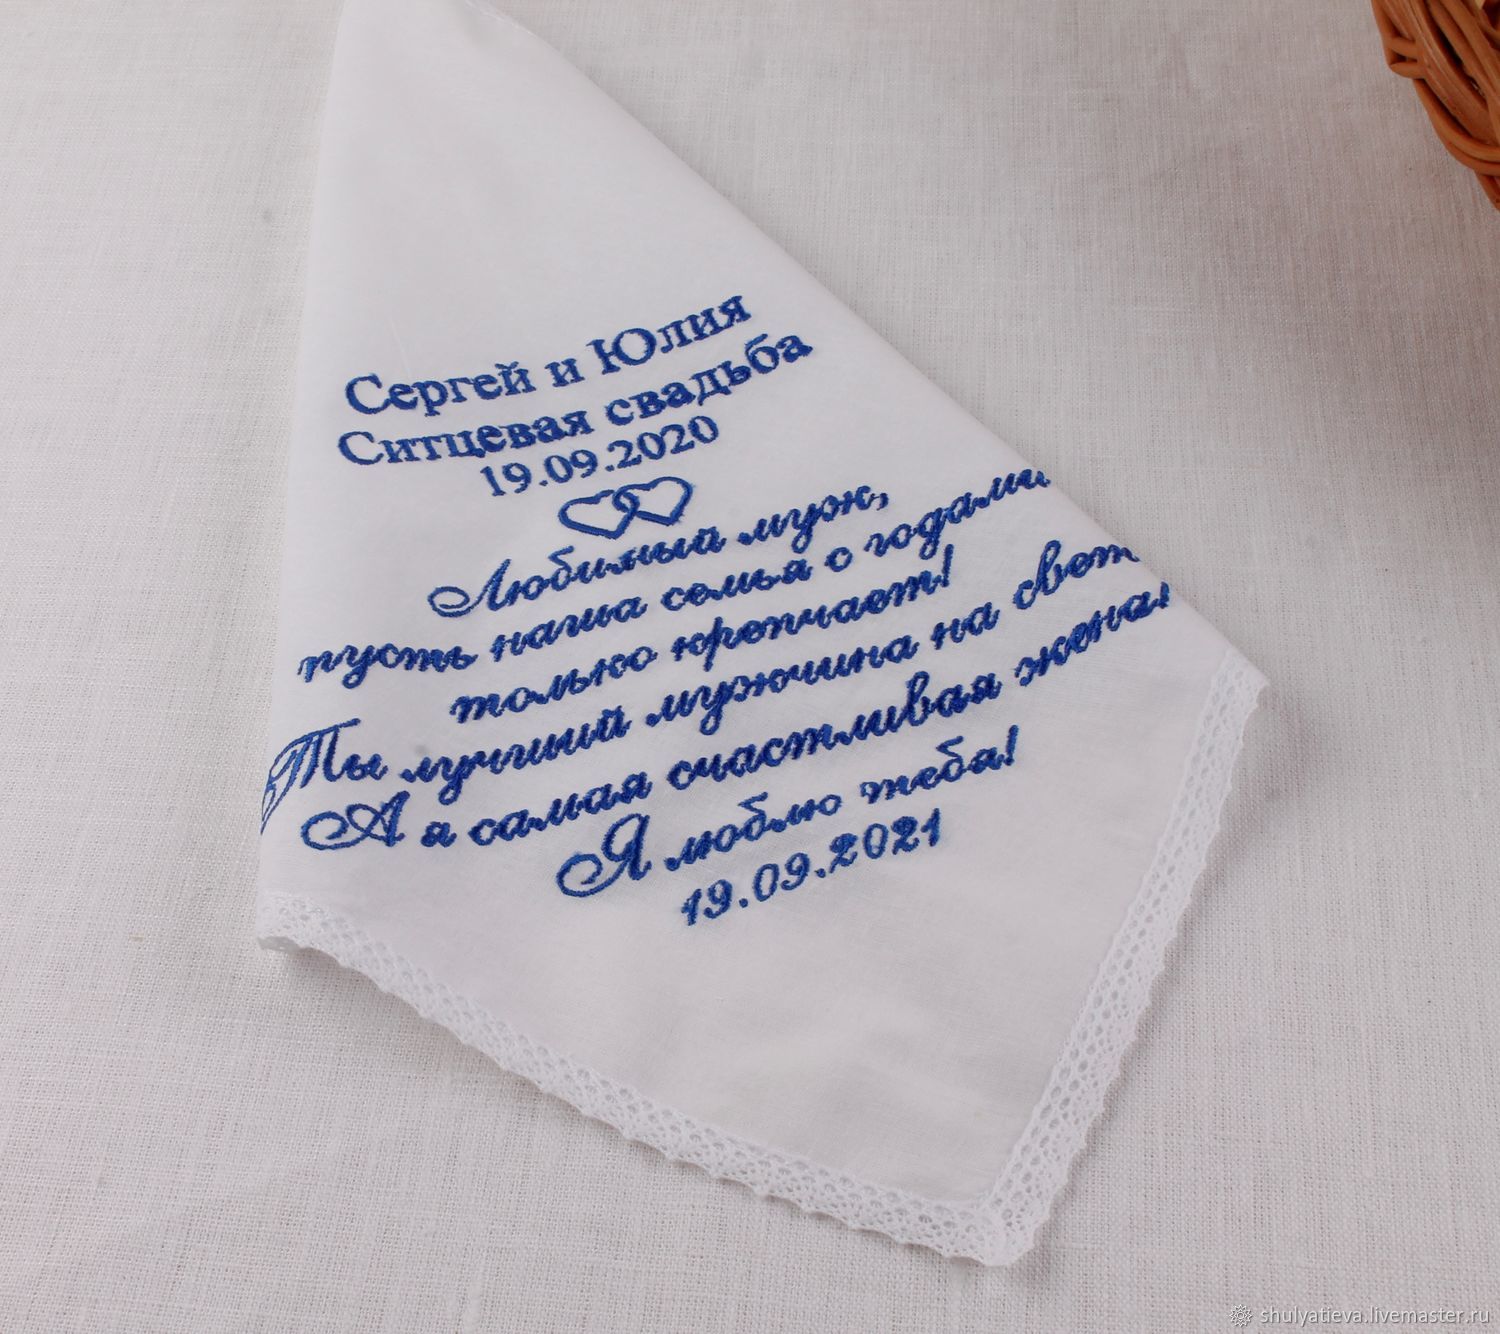 Сергей и Юлия
Ситцевая свадьба
19.09.2020
Любимый муж,
пусть наша семья с годами
только крепчает!
Ты лучший мужчина на свет
А я самая счастливая жена!
Я люблю тебя!
19.09.2021
shulyatieva.livemaster.ru